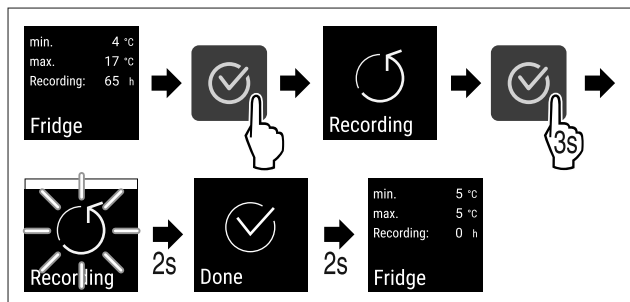 min. 4 °C
max. 17 °C
Recording: 65 h
Fridge
Recording
3s
Recording
2s
Done
2s
min. 5 °C
max. 5 °C
Recording: 0 h
Fridge